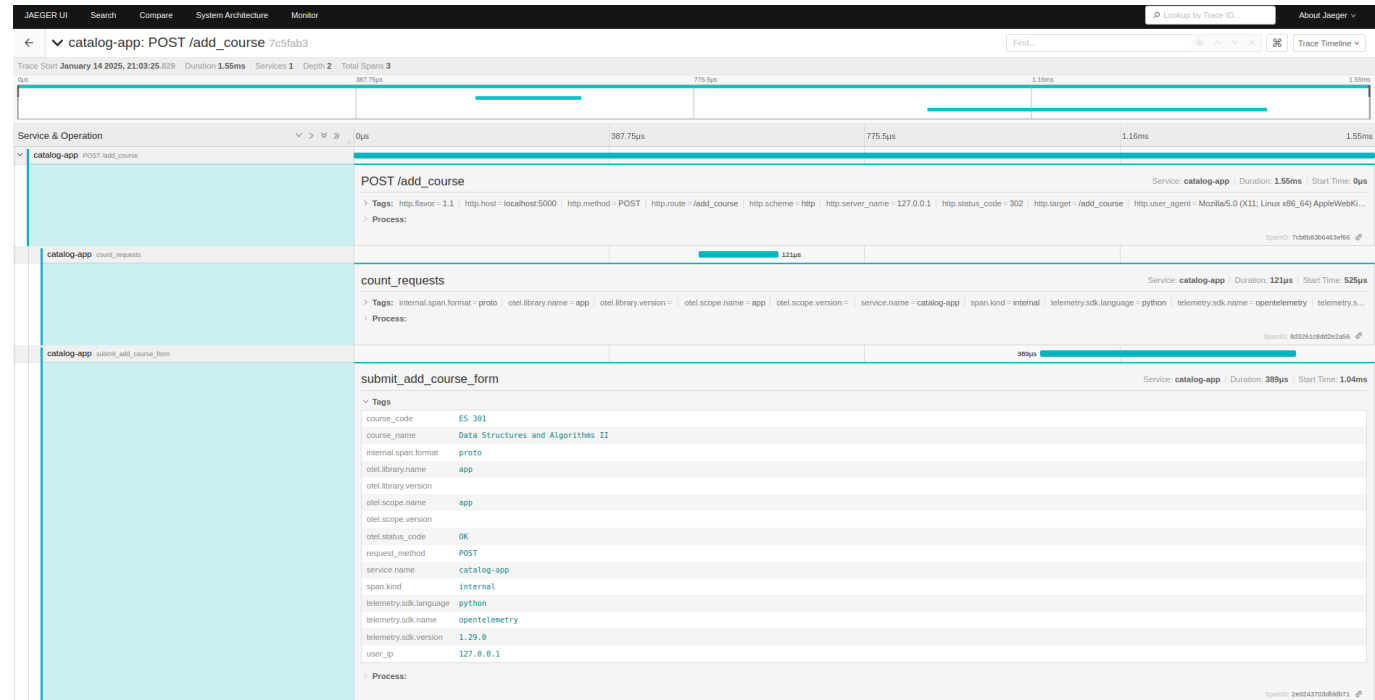 JAEGER UI Search Compare System Architecture Monitor Lookup by Trace ID... About Jaeger
catalog-app: POST /add_course 7c5fab3 Find... Trace Timeline
Trace Start January 14 2025, 21:03:25.829 Duration 1.55ms Services 1 Depth 2 Total Spans 3
0μs 387.75μs 775.5μs 1.16ms 1.55ms
Service & Operation 0μs 387.75μs 775.5μs 1.16ms 1.55ms
catalog-app POST /add_course
POST /add_course Service: catalog-app Duration: 1.55ms Start Time: 0μs
Tags: http.flavor = 1.1 http.host = localhost:5000 http.method = POST http.route = /add_course http.scheme = http http.server_name = 127.0.0.1 http.status_code = 302 http.target = /add_course http.user_agent = Mozilla/5.0 (X11; Linux x86_64) AppleWebKi...
Process:
SpanID: 7cb8b83b6463ef66
catalog-app count_requests 121μs
count_requests Service: catalog-app Duration: 121μs Start Time: 525μs
Tags: internal.span.format = proto otel.library.name = app otel.library.version = otel.scope.name = app otel.scope.version = service.name = catalog-app span.kind = internal telemetry.sdk.language = python telemetry.sdk.name = opentelemetry telemetry.s...
Process:
SpanID: 8d3261c8dd2e2a56
catalog-app submit_add_course_form 389μs
submit_add_course_form Service: catalog-app Duration: 389μs Start Time: 1.04ms
Tags
course_code ES 301
course_name Data Structures and Algorithms II
internal.span.format proto
otel.library.name app
otel.library.version
otel.scope.name app
otel.scope.version
otel.status_code OK
request_method POST
service.name catalog-app
span.kind internal
telemetry.sdk.language python
telemetry.sdk.name opentelemetry
telemetry.sdk.version 1.29.0
user_ip 127.0.0.1
Process:
SpanID: 2e0243703dfddb71